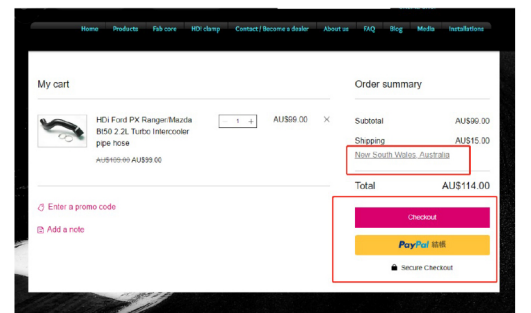 Home Products Fab core HDI clamp Contact / Become a dealer About us FAQ Blog Media Installations
My cart
Order summary
HDi Ford PX Ranger/Mazda
Bt50 2.2L Turbo Intercooler
pipe hose
AU$109.00 AU$99.00
- 1 +
AU$99.00
×
Subtotal AU$99.00
Shipping AU$15.00
New South Wales, Australia
Total AU$114.00
Enter a promo code
Add a note
Checkout
PayPal 結帳
Secure Checkout